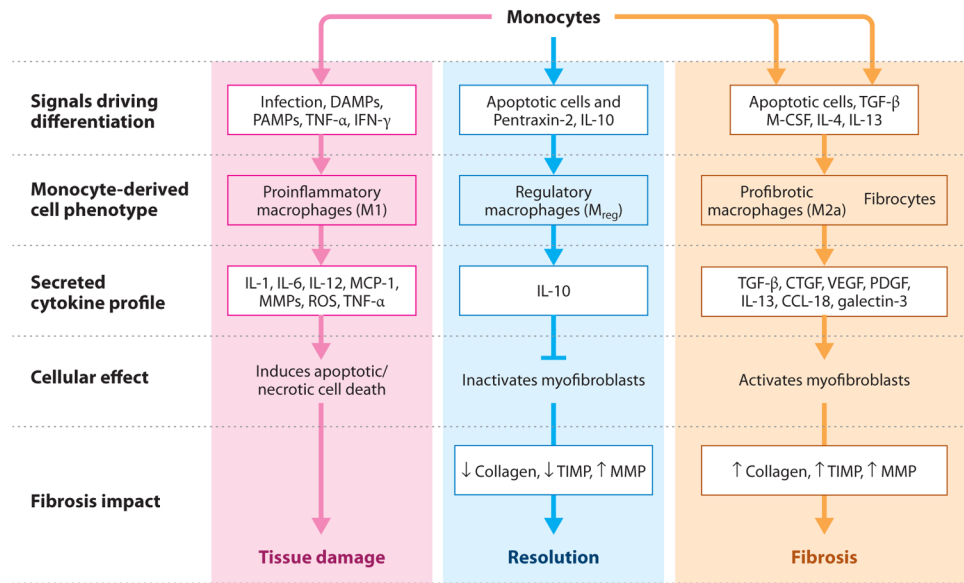 Monocytes
Signals driving
differentiation
Infection, DAMPs,
PAMPs, TNF-α, IFN-γ
Apoptotic cells and
Pentraxin-2, IL-10
Apoptotic cells, TGF-β
M-CSF, IL-4, IL-13
Monocyte-derived
cell phenotype
Proinflammatory
macrophages (M1)
Regulatory
macrophages (Mreg)
Profibrotic
macrophages (M2a)
Fibrocytes
Secreted
cytokine profile
IL-1, IL-6, IL-12, MCP-1,
MMPs, ROS, TNF-α
IL-10
TGF-β, CTGF, VEGF, PDGF,
IL-13, CCL-18, galectin-3
Cellular effect
Induces apoptotic/
necrotic cell death
Inactivates myofibroblasts
Activates myofibroblasts
Fibrosis impact
↓ Collagen, ↓ TIMP, ↑ MMP
↑ Collagen, ↑ TIMP, ↑ MMP
Tissue damage
Resolution
Fibrosis